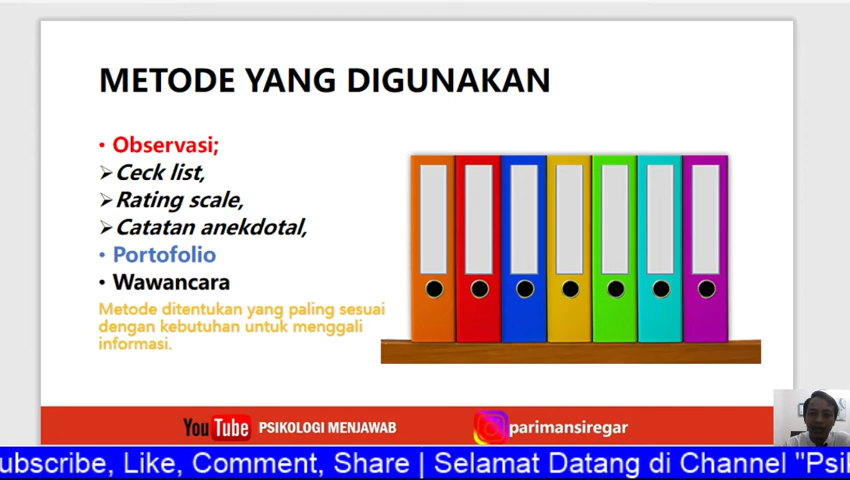 METODE YANG DIGUNAKAN
• Observasi;
➢Ceck list,
➢Rating scale,
➢Catatan anekdotal,
• Portofolio
• Wawancara
Metode ditentukan yang paling sesuai
dengan kebutuhan untuk menggali
informasi.
YouTube PSIKOLOGI MENJAWAB
parimansiregar
ubscribe, Like, Comment, Share | Selamat Datang di Channel "Psik